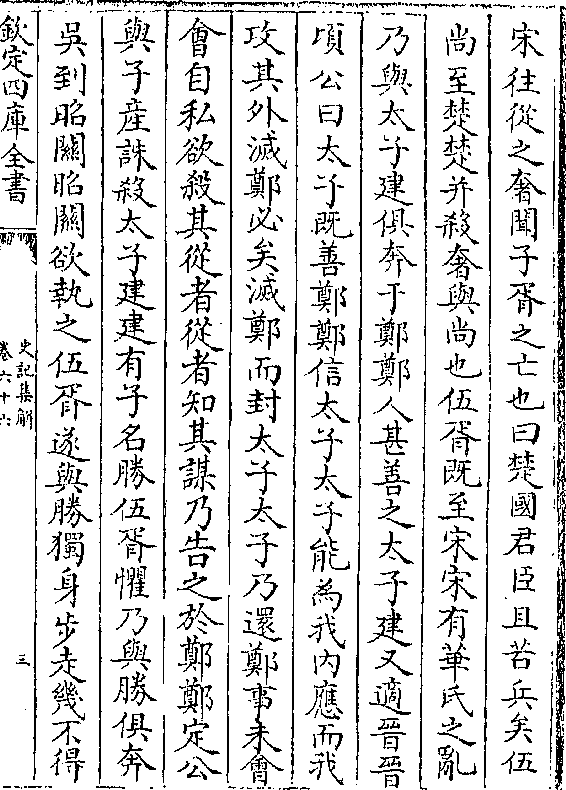 宋往從之奢聞子胥之亡也曰楚國君臣且苦兵矣伍
尚至楚楚并殺奢與尚也伍胥既至宋宋有華氏之亂
乃與太子建俱奔于鄭鄭人甚善之太子建又適晉晉
頃公曰太子既善鄭鄭信太子太子能為我内應而我
攻其外滅鄭必矣滅鄭而封太子太子乃還鄭事未㑹
㑹自私欲殺其從者從者知其謀乃告之於鄭鄭定公
與子産誅殺太子建建有子名勝伍胥懼乃與勝俱奔
吳到昭關昭關欲執之伍胥遂與勝獨身步走幾不得
欽定四庫全書
史記集解
卷六十六
三